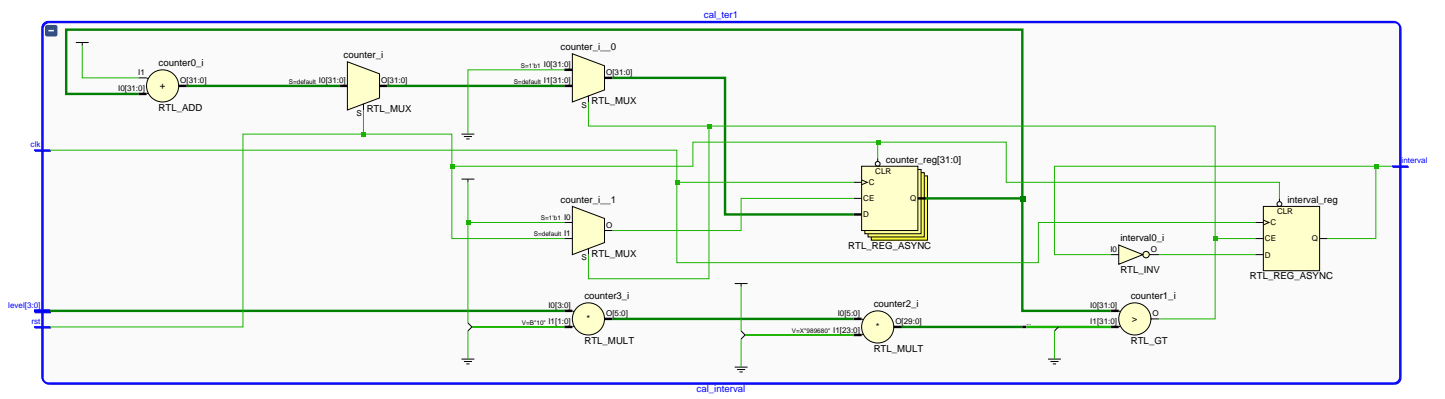 cal_ter1
counter0_i
I1
I0[31:0]
+
O[31:0]
RTL_ADD
counter_i
S=default I0[31:0]
O[31:0]
S
RTL_MUX
counter_i__0
S=1'b1 I0[31:0]
S=default I1[31:0]
O[31:0]
S
RTL_MUX
clk
counter_reg[31:0]
CLR
C
CE
D
Q
RTL_REG_ASYNC
interval
counter_i__1
S=1'b1 I0
S=default I1
O
S
RTL_MUX
interval0_i
I0
O
RTL_INV
interval_reg
CLR
C
CE
D
Q
RTL_REG_ASYNC
level[3:0]
rst
counter3_i
I0[3:0]
V=B"10" I1[1:0]
*
O[5:0]
RTL_MULT
counter2_i
I0[5:0]
V=X"989680" I1[23:0]
*
O[29:0]
RTL_MULT
counter1_i
I0[31:0]
I1[31:0]
>
O
RTL_GT
cal_interval